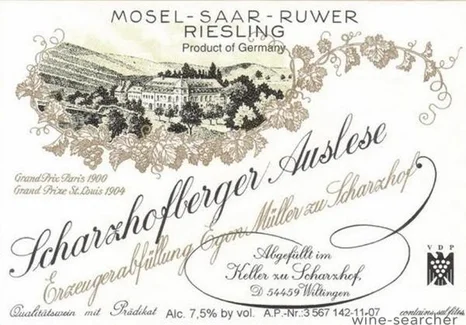 MOSEL-SAAR-RUWER
RIESLING
Product of Germany
Grand Prix Paris 1900
Grand Prize St. Louis 1904
Scharzhofberger Auslese
Erzeugerabfüllung Egon Müller zu Scharzhof
Abgefüllt im
Keller zu Scharzhof,
D 54459 Wiltingen
VDP
Qualitätswein mit Prädikat Alc. 7,5% by vol. A.P.-Nr.: 3 567 142-11-07 contains sulfites
wine-searcher